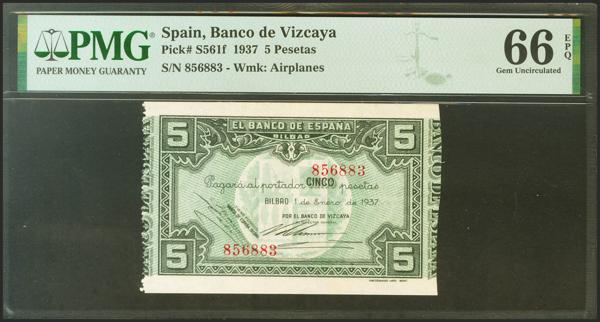 PMG
PAPER MONEY GUARANTY
Spain, Banco de Vizcaya
Pick# S561f 1937 5 Pesetas
S/N 856883 - Wmk: Airplanes
66 EPQ
Gem Uncirculated
5 EL BANCO DE ESPAÑA 5
BILBAO
856883
Pagará al portador CINCO pesetas
BILBAO 1 de Enero de 1937
POR EL BANCO DE VIZCAYA
856883
5 5